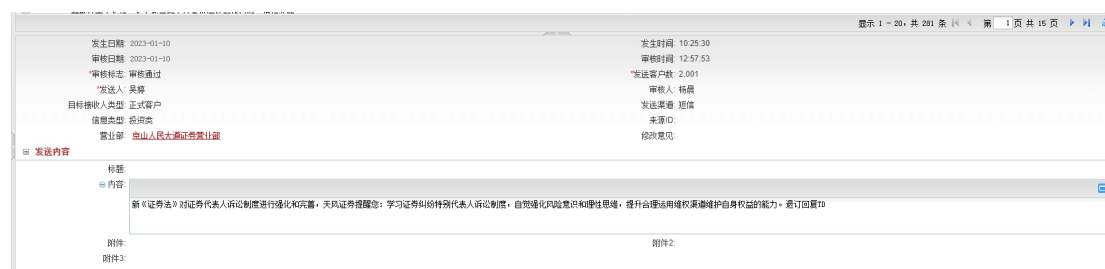 显示 1 - 20，共 281 条 第 1 页 共 15 页
发生日期: 2023-01-10 发生时间: 10:25:30
审核日期: 2023-01-10 审核时间: 12:57:53
*审核标志: 审核通过 *发送客户数: 2,001
*发送人: 吴婷 审核人: 杨晨
目标接收人类型: 正式客户 发送渠道: 短信
信息类型: 投资类 来源ID:
营业部: 京山人民大道证券营业部 修改意见:
发送内容
标题:
内容:
新《证券法》对证券代表人诉讼制度进行强化和完善，天风证券提醒您：学习证券纠纷特别代表人诉讼制度，自觉强化风险意识和理性思维，提升合理运用维权渠道维护自身权益的能力。退订回复TD
附件: 附件2:
附件3: